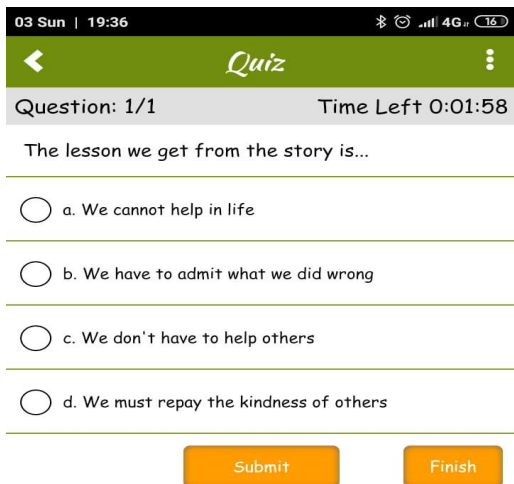 03 Sun | 19:36 4G 16
Quiz
Question: 1/1 Time Left 0:01:58
The lesson we get from the story is...
a. We cannot help in life
b. We have to admit what we did wrong
c. We don't have to help others
d. We must repay the kindness of others
Submit Finish